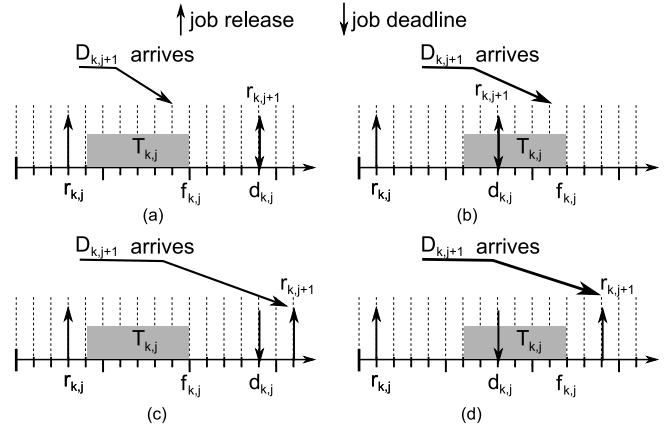 job release job deadline
D_{k,j+1} arrives
r_{k,j+1}
T_{k,j}
r_{k,j} f_{k,j} d_{k,j}
(a)
D_{k,j+1} arrives
r_{k,j+1}
T_{k,j}
r_{k,j} d_{k,j} f_{k,j}
(b)
D_{k,j+1} arrives
r_{k,j+1}
T_{k,j}
r_{k,j} f_{k,j} d_{k,j}
(c)
D_{k,j+1} arrives
r_{k,j+1}
T_{k,j}
r_{k,j} d_{k,j} f_{k,j}
(d)